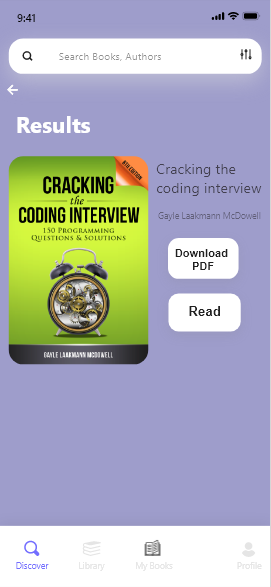 9:41
Search Books, Authors
Results
5TH EDITION
CRACKING
the
CODING INTERVIEW
150 PROGRAMMING
QUESTIONS & SOLUTIONS
GAYLE LAAKMANN MCDOWELL
Cracking the
coding interview
Gayle Laakmann McDowell
Download
PDF
Read
Discover
Library
My Books
Profile